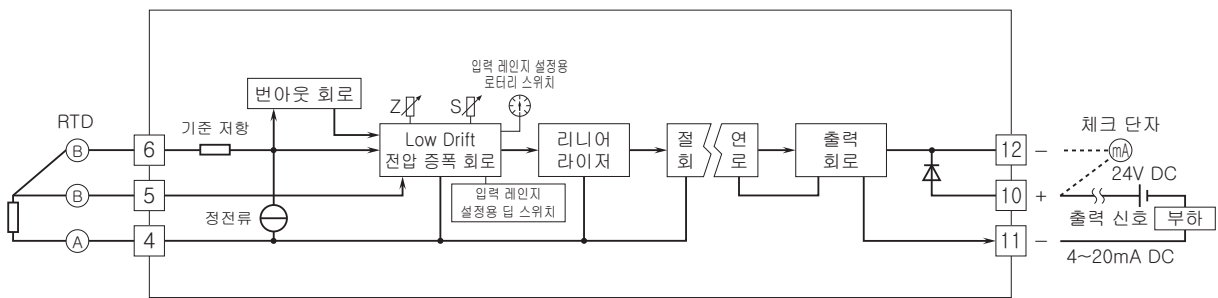 입력 레인지 설정용
로터리 스위치
번아웃 회로
Z
S
RTD
기준 저항
B
6
Low Drift
전압 증폭 회로
리니어
라이저
절
회
연
로
출력
회로
12
−
체크 단자
mA
24V DC
B
5
입력 레인지
설정용 딥 스위치
10
+
정전류
출력 신호
부하
A
4
11
−
4~20mA DC